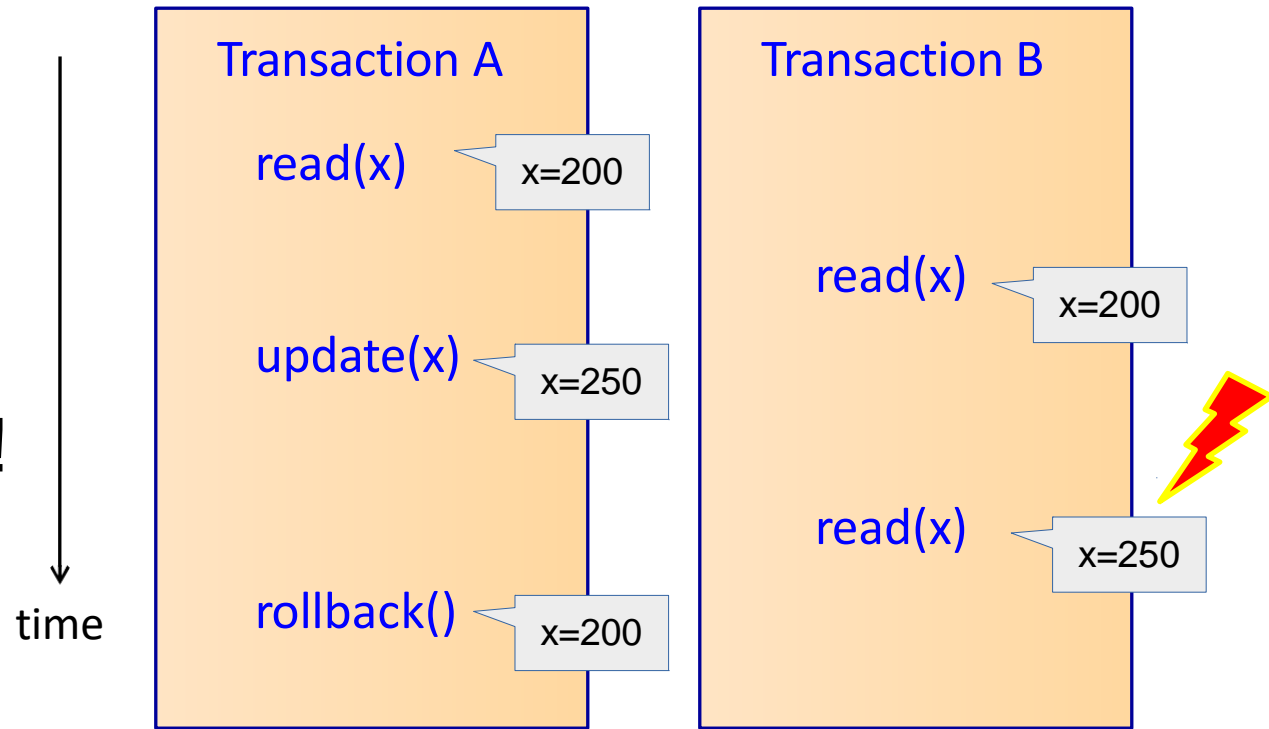 Transaction A
Transaction B
read(x)
x=200
read(x)
x=200
update(x)
x=250
!
read(x)
x=250
rollback()
x=200
time